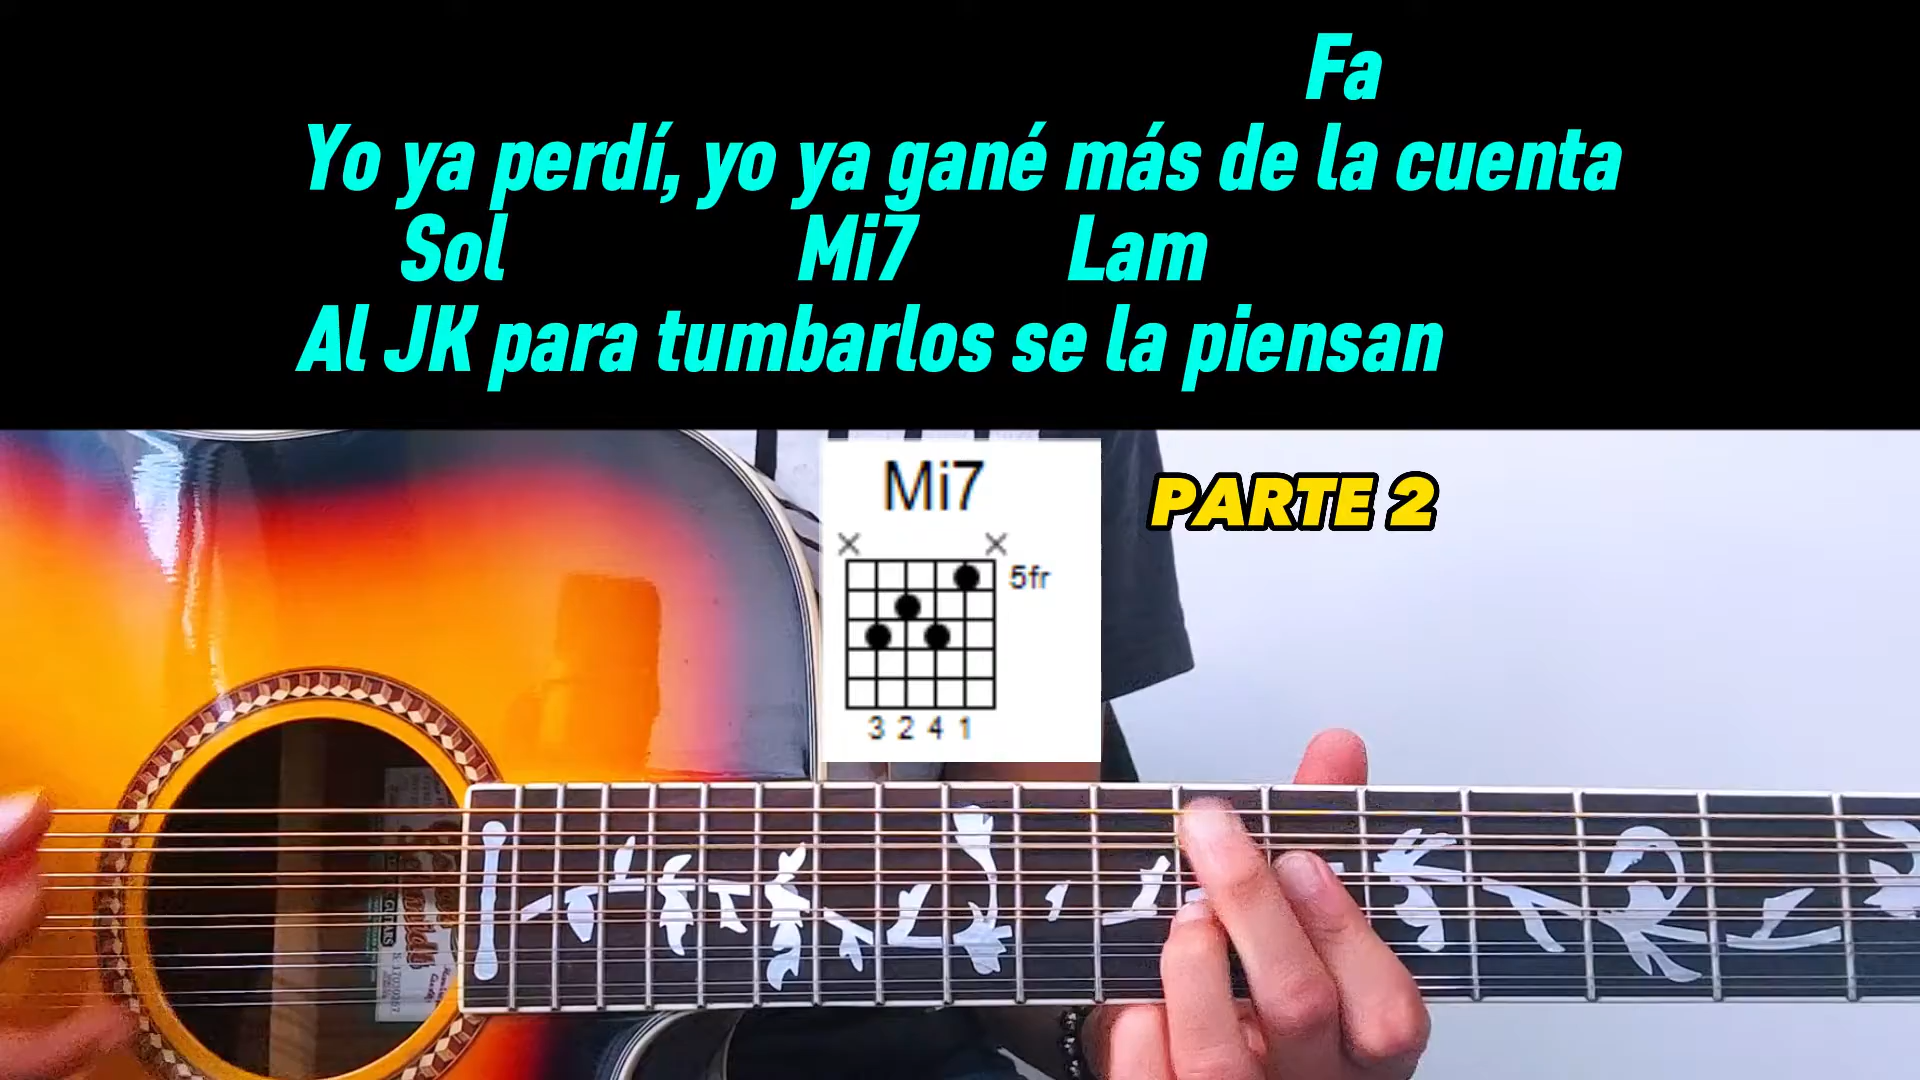 Fa
Yo ya perdí, yo ya gané más de la cuenta
Sol Mi7 Lam
Al JK para tumbarlos se la piensan
Mi7
PARTE 2
x x
5fr
3 2 4 1